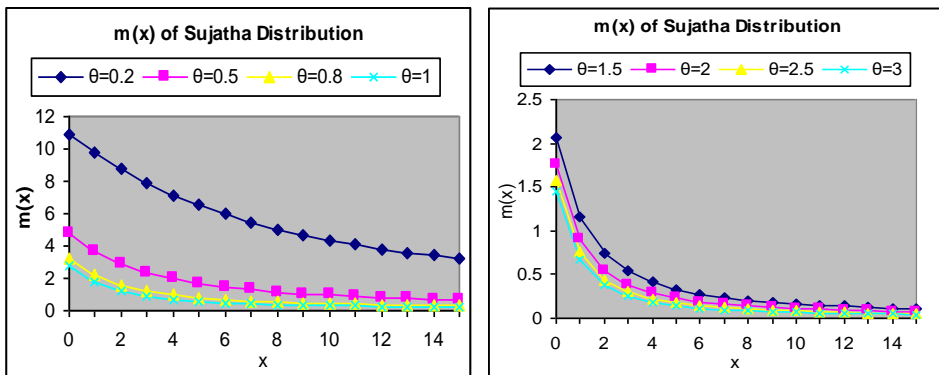 m(x) of Sujatha Distribution
θ=0.2 θ=0.5 θ=0.8 θ=1
12
10
8
6
4
2
0
m(x)
0 2 4 6 8 10 12 14
x
m(x) of Sujatha Distribution
θ=1.5 θ=2 θ=2.5 θ=3
2.5
2
1.5
1
0.5
0
m(x)
0 2 4 6 8 10 12 14
x